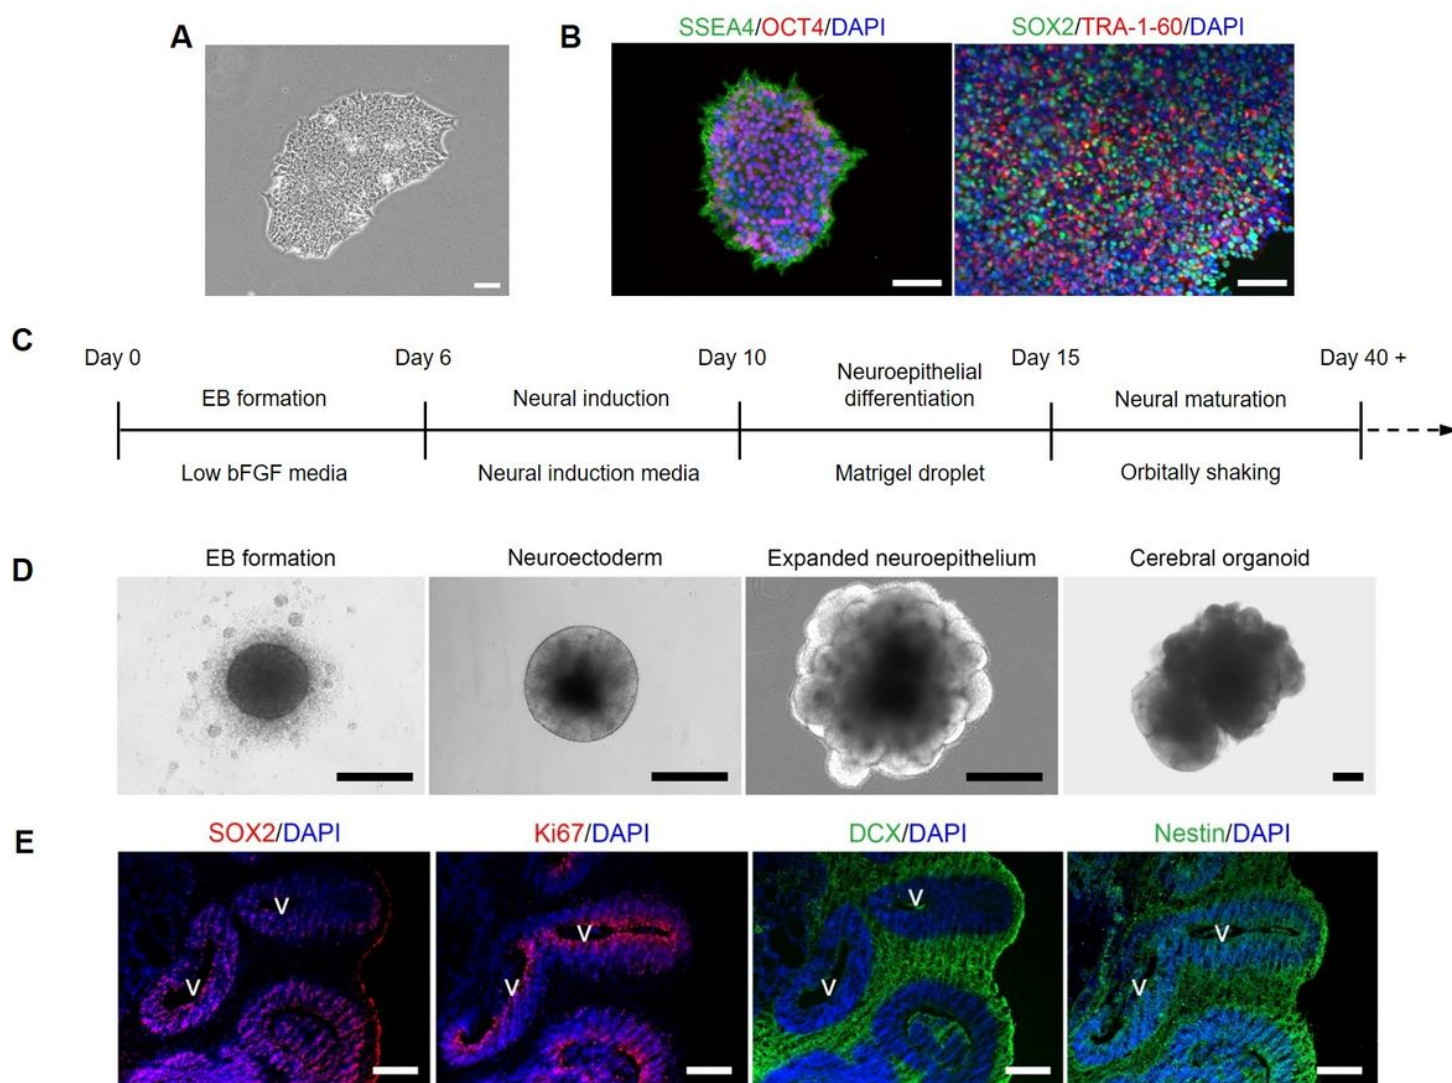 A
B
SSEA4/OCT4/DAPI
SOX2/TRA-1-60/DAPI
C
Day 0
Day 6
Day 10
Day 15
Day 40 +
EB formation
Neural induction
Neuroepithelial
differentiation
Neural maturation
Low bFGF media
Neural induction media
Matrigel droplet
Orbitally shaking
D
EB formation
Neuroectoderm
Expanded neuroepithelium
Cerebral organoid
E
SOX2/DAPI
Ki67/DAPI
DCX/DAPI
Nestin/DAPI
V
V
V
V
V
V
V
V